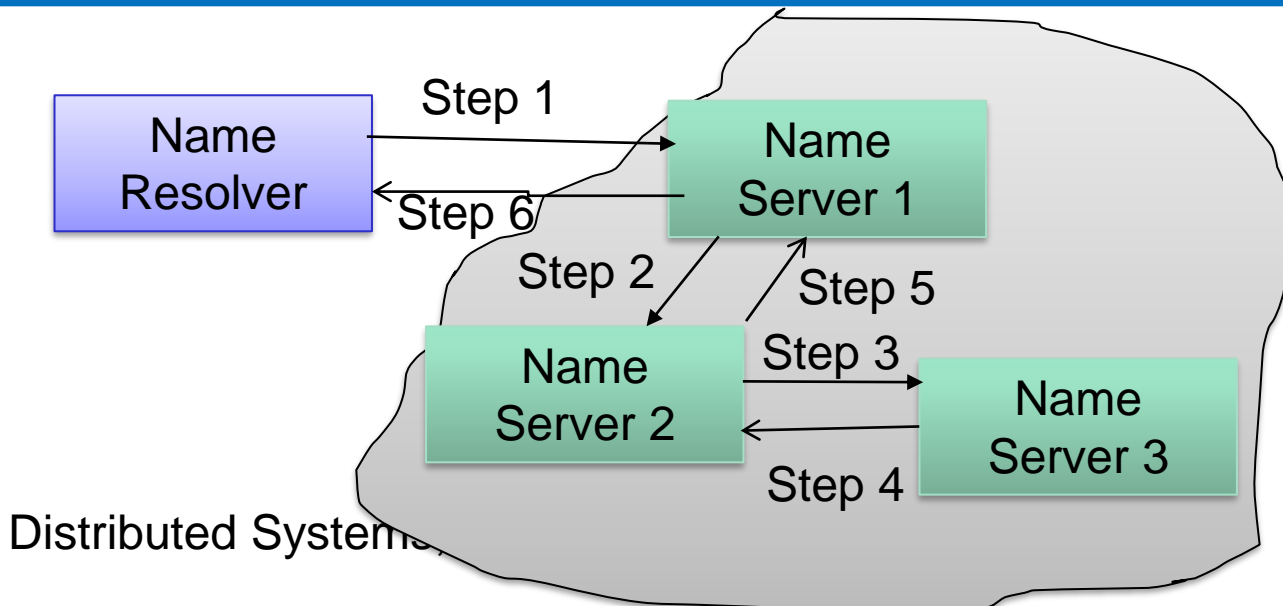 Step 1
Name
Resolver
Name
Server 1
Step 6
Step 2
Step 5
Name
Server 2
Step 3
Name
Server 3
Step 4
Distributed Systems,